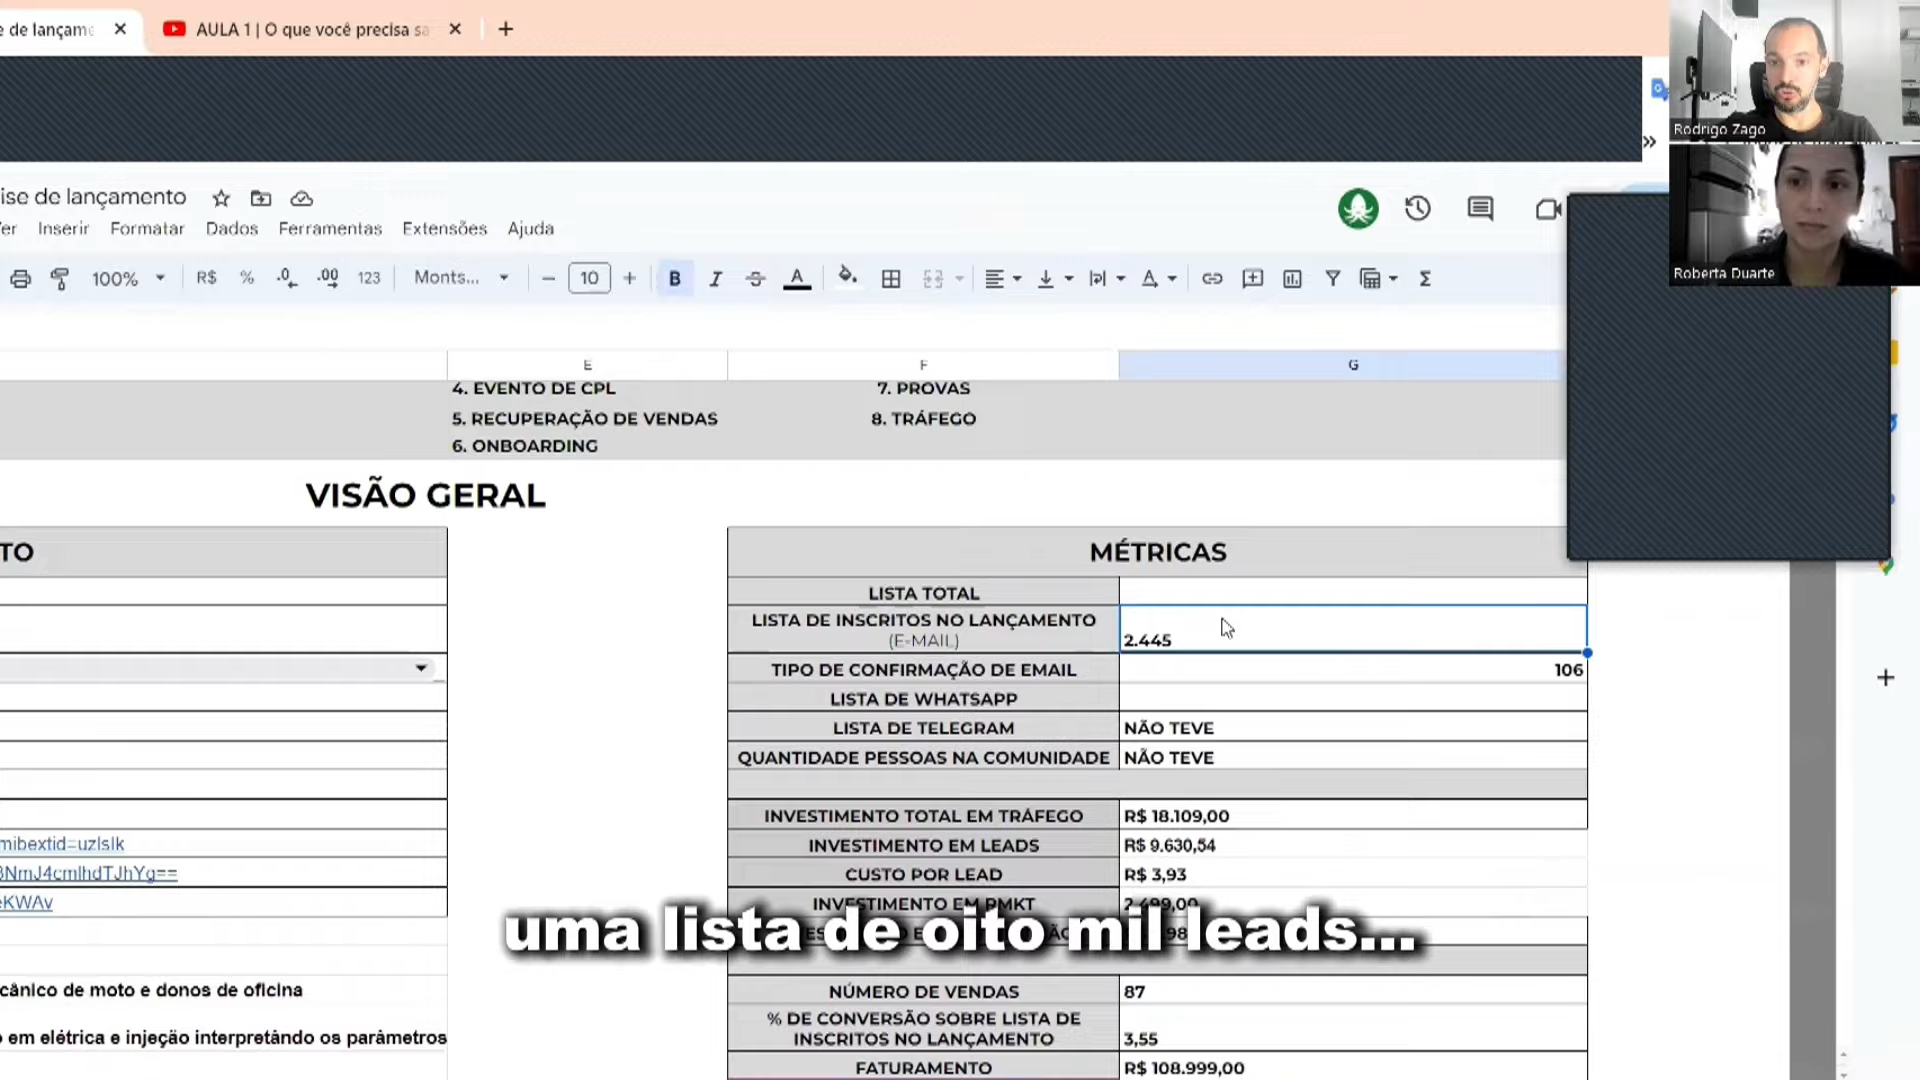 e de lançame
AULA 1 | O que você precisa sa
Rodrigo Zago
Roberta Duarte
ise de lançamento
er Inserir Formatar Dados Ferramentas Extensões Ajuda
100% R$ % .0 .00 123 Monts... 10 B I S A
E F G
4. EVENTO DE CPL 7. PROVAS
5. RECUPERAÇÃO DE VENDAS 8. TRÁFEGO
6. ONBOARDING
VISÃO GERAL
TO MÉTRICAS
LISTA TOTAL
LISTA DE INSCRITOS NO LANÇAMENTO
(E-MAIL) 2.445
TIPO DE CONFIRMAÇÃO DE EMAIL 106
LISTA DE WHATSAPP
LISTA DE TELEGRAM NÃO TEVE
QUANTIDADE PESSOAS NA COMUNIDADE NÃO TEVE
INVESTIMENTO TOTAL EM TRÁFEGO R$ 18.109,00
mibextid=uzlslk INVESTIMENTO EM LEADS R$ 9.630,54
BNmJ4cmlhdTJhYg== CUSTO POR LEAD R$ 3,93
eKWAv INVESTIMENTO EM RMKT 2.499,00
uma lista de oito mil leads...
cânico de moto e donos de oficina NÚMERO DE VENDAS 87
% DE CONVERSÃO SOBRE LISTA DE
em elétrica e injeção interpretando os parâmetros INSCRITOS NO LANÇAMENTO 3,55
FATURAMENTO R$ 108.999,00